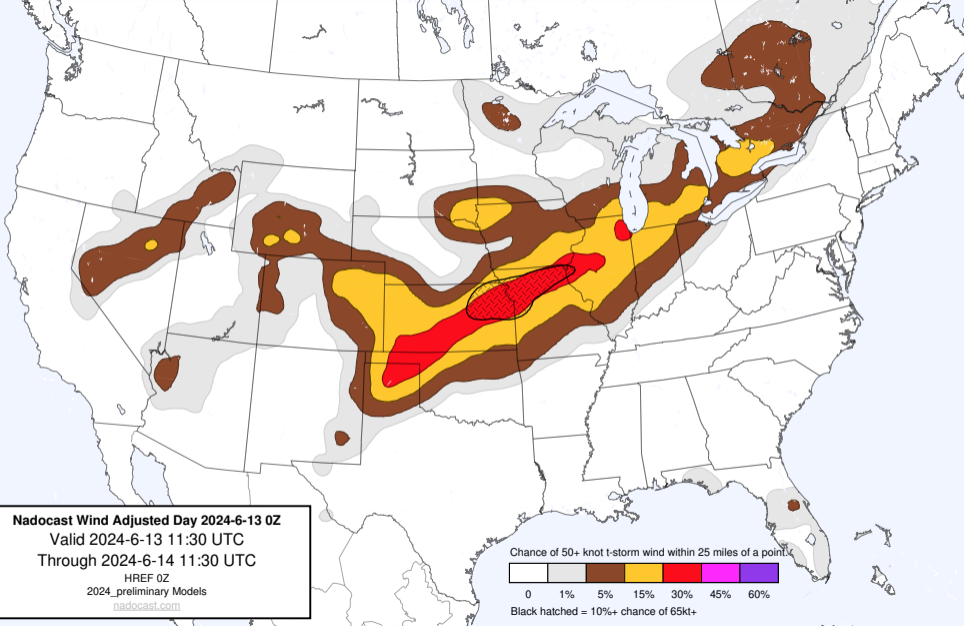 Nadocast Wind Adjusted Day 2024-6-13 0Z
Valid 2024-6-13 11:30 UTC
Through 2024-6-14 11:30 UTC
HREF 0Z
2024_preliminary Models
nadocast.com
Chance of 50+ knot t-storm wind within 25 miles of a point.
0 1% 5% 15% 30% 45% 60%
Black hatched = 10%+ chance of 65kt+